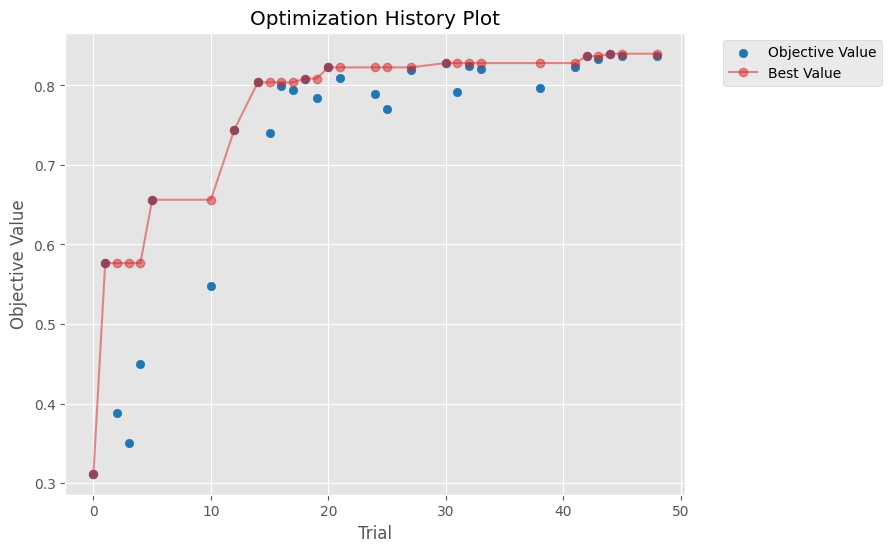 Optimization History Plot
Objective Value
Best Value
Objective Value
0.8
0.7
0.6
0.5
0.4
0.3
0 10 20 30 40 50
Trial